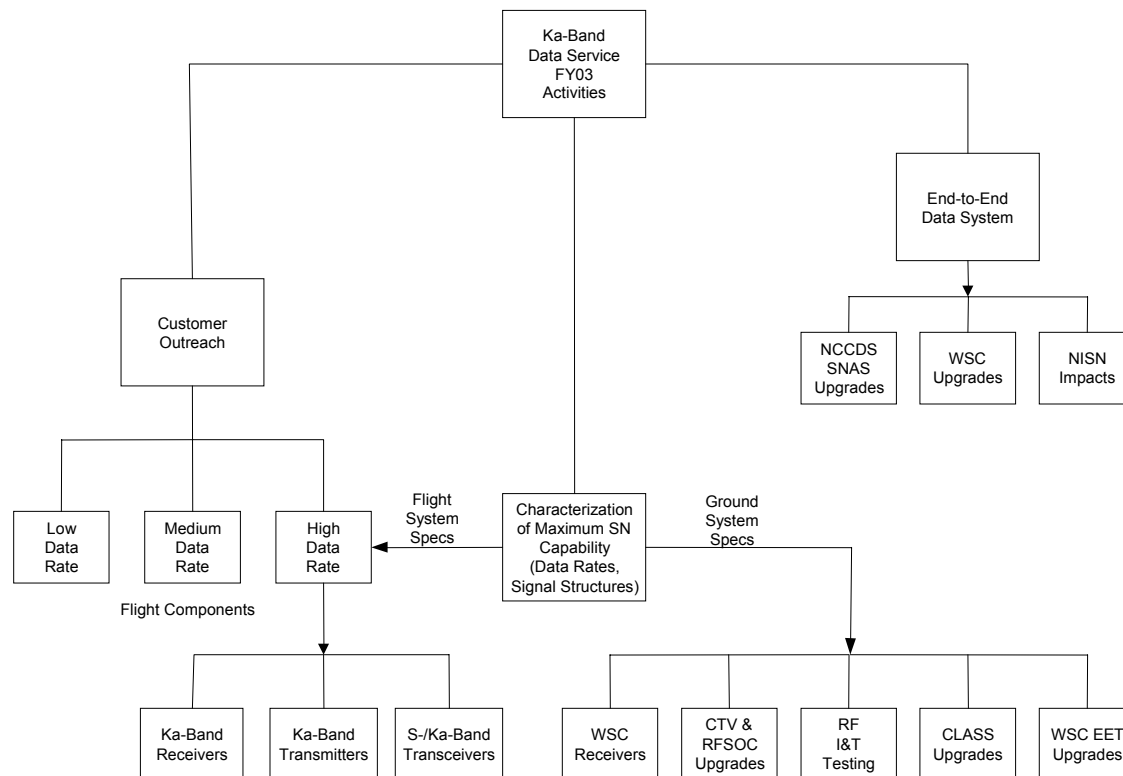 Ka-Band
Data Service
FY03
Activities
End-to-End
Data System
Customer
Outreach
NCCDS
SNAS
Upgrades
WSC
Upgrades
NISN
Impacts
Low
Data
Rate
Medium
Data
Rate
High
Data
Rate
Flight
System
Specs
Characterization
of Maximum SN
Capability
(Data Rates,
Signal Structures)
Ground
System
Specs
Flight Components
Ka-Band
Receivers
Ka-Band
Transmitters
S-/Ka-Band
Transceivers
WSC
Receivers
CTV &
RFSOC
Upgrades
RF
I&T
Testing
CLASS
Upgrades
WSC EET
Upgrades